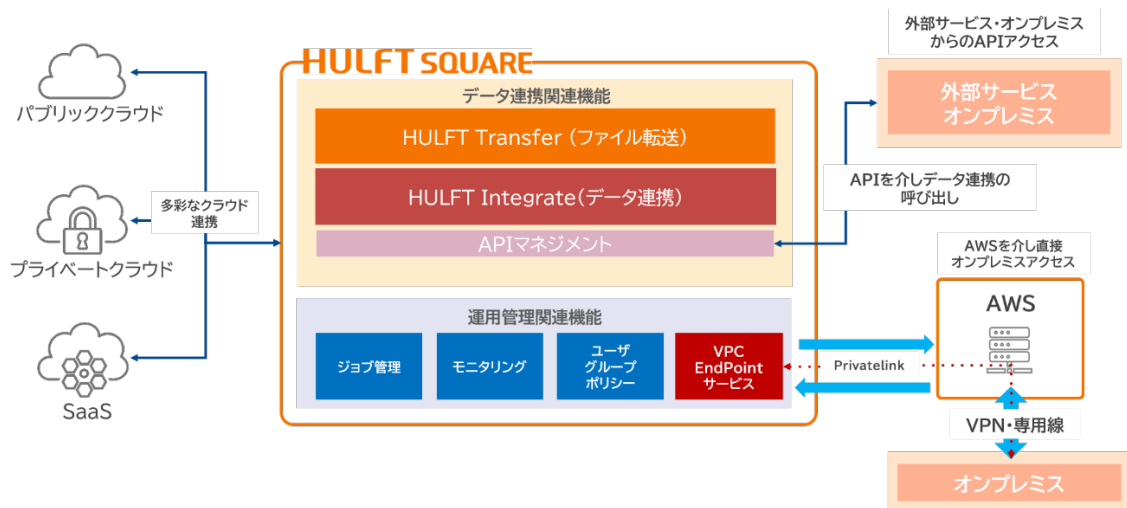 HULFT SQUARE
外部サービス・オンプレミス
からのAPIアクセス
データ連携関連機能
外部サービス
オンプレミス
パブリッククラウド
HULFT Transfer (ファイル転送)
APIを介しデータ連携の
呼び出し
HULFT Integrate(データ連携)
多彩なクラウド
連携
APIマネジメント
プライベートクラウド
AWSを介し直接
オンプレミスアクセス
AWS
運用管理関連機能
ジョブ管理
モニタリング
ユーザ
グループ
ポリシー
VPC
EndPoint
サービス
Privatelink
SaaS
VPN・専用線
オンプレミス